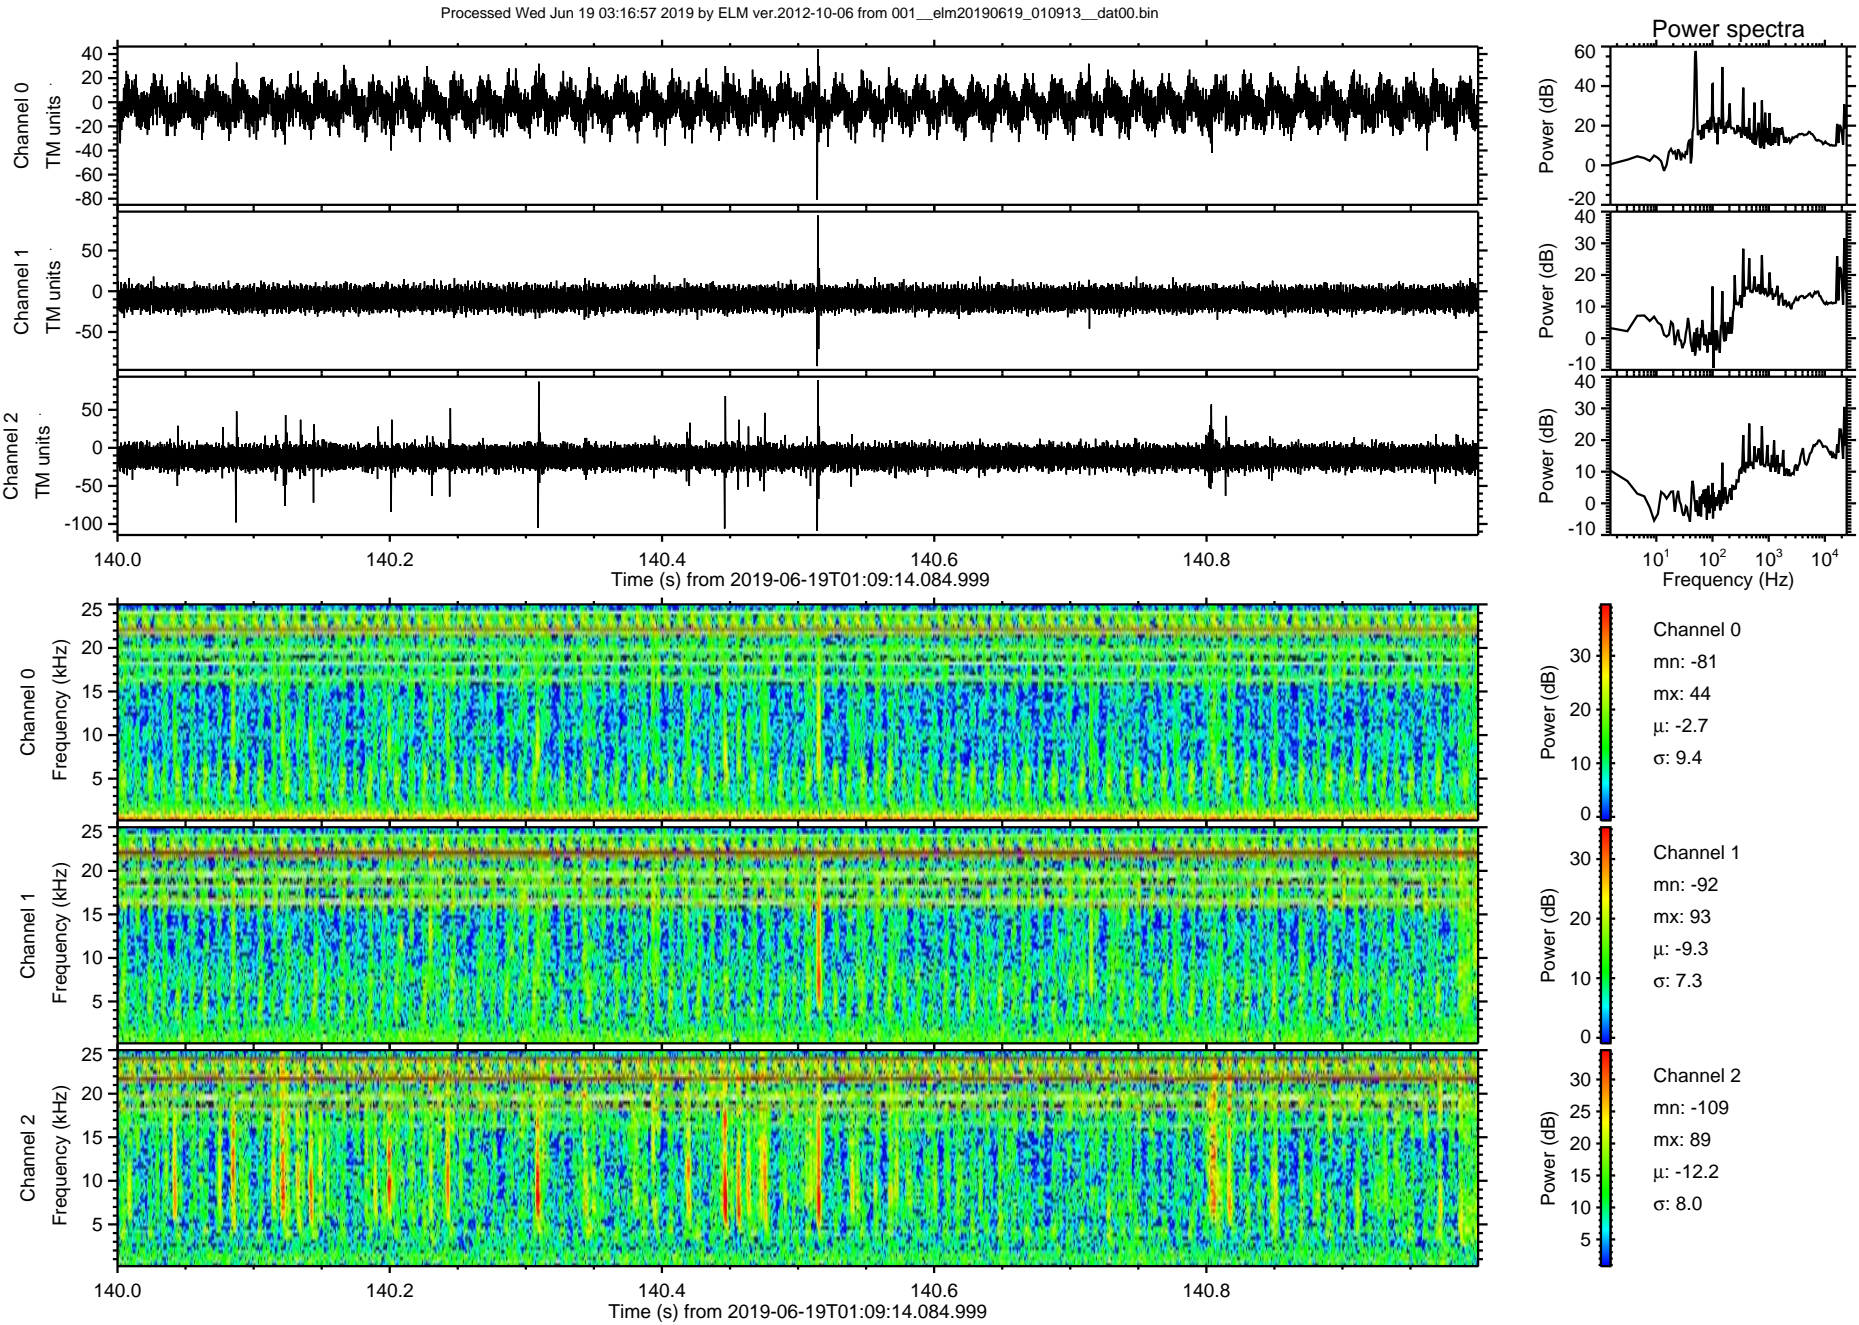 Processed Wed Jun 19 03:16:57 2019 by ELM ver.2012-10-06 from 001__elm20190619_010913__dat00.bin
Power spectra
Channel 0
TM units
40
20
0
-20
-40
-60
-80
Power (dB)
60
40
20
0
-20
Channel 1
TM units
50
0
-50
Power (dB)
40
30
20
10
0
-10
Channel 2
TM units
50
0
-50
-100
Power (dB)
40
30
20
10
0
-10
140.0 140.2 140.4 140.6 140.8
Time (s) from 2019-06-19T01:09:14.084.999
10^1 10^2 10^3 10^4
Frequency (Hz)
Channel 0
Frequency (kHz)
25
20
15
10
5
Power (dB)
30
20
10
0
Channel 0
mn: -81
mx: 44
μ: -2.7
σ: 9.4
Channel 1
Frequency (kHz)
25
20
15
10
5
Power (dB)
30
20
10
0
Channel 1
mn: -92
mx: 93
μ: -9.3
σ: 7.3
Channel 2
Frequency (kHz)
25
20
15
10
5
Power (dB)
30
25
20
15
10
5
Channel 2
mn: -109
mx: 89
μ: -12.2
σ: 8.0
140.0 140.2 140.4 140.6 140.8
Time (s) from 2019-06-19T01:09:14.084.999